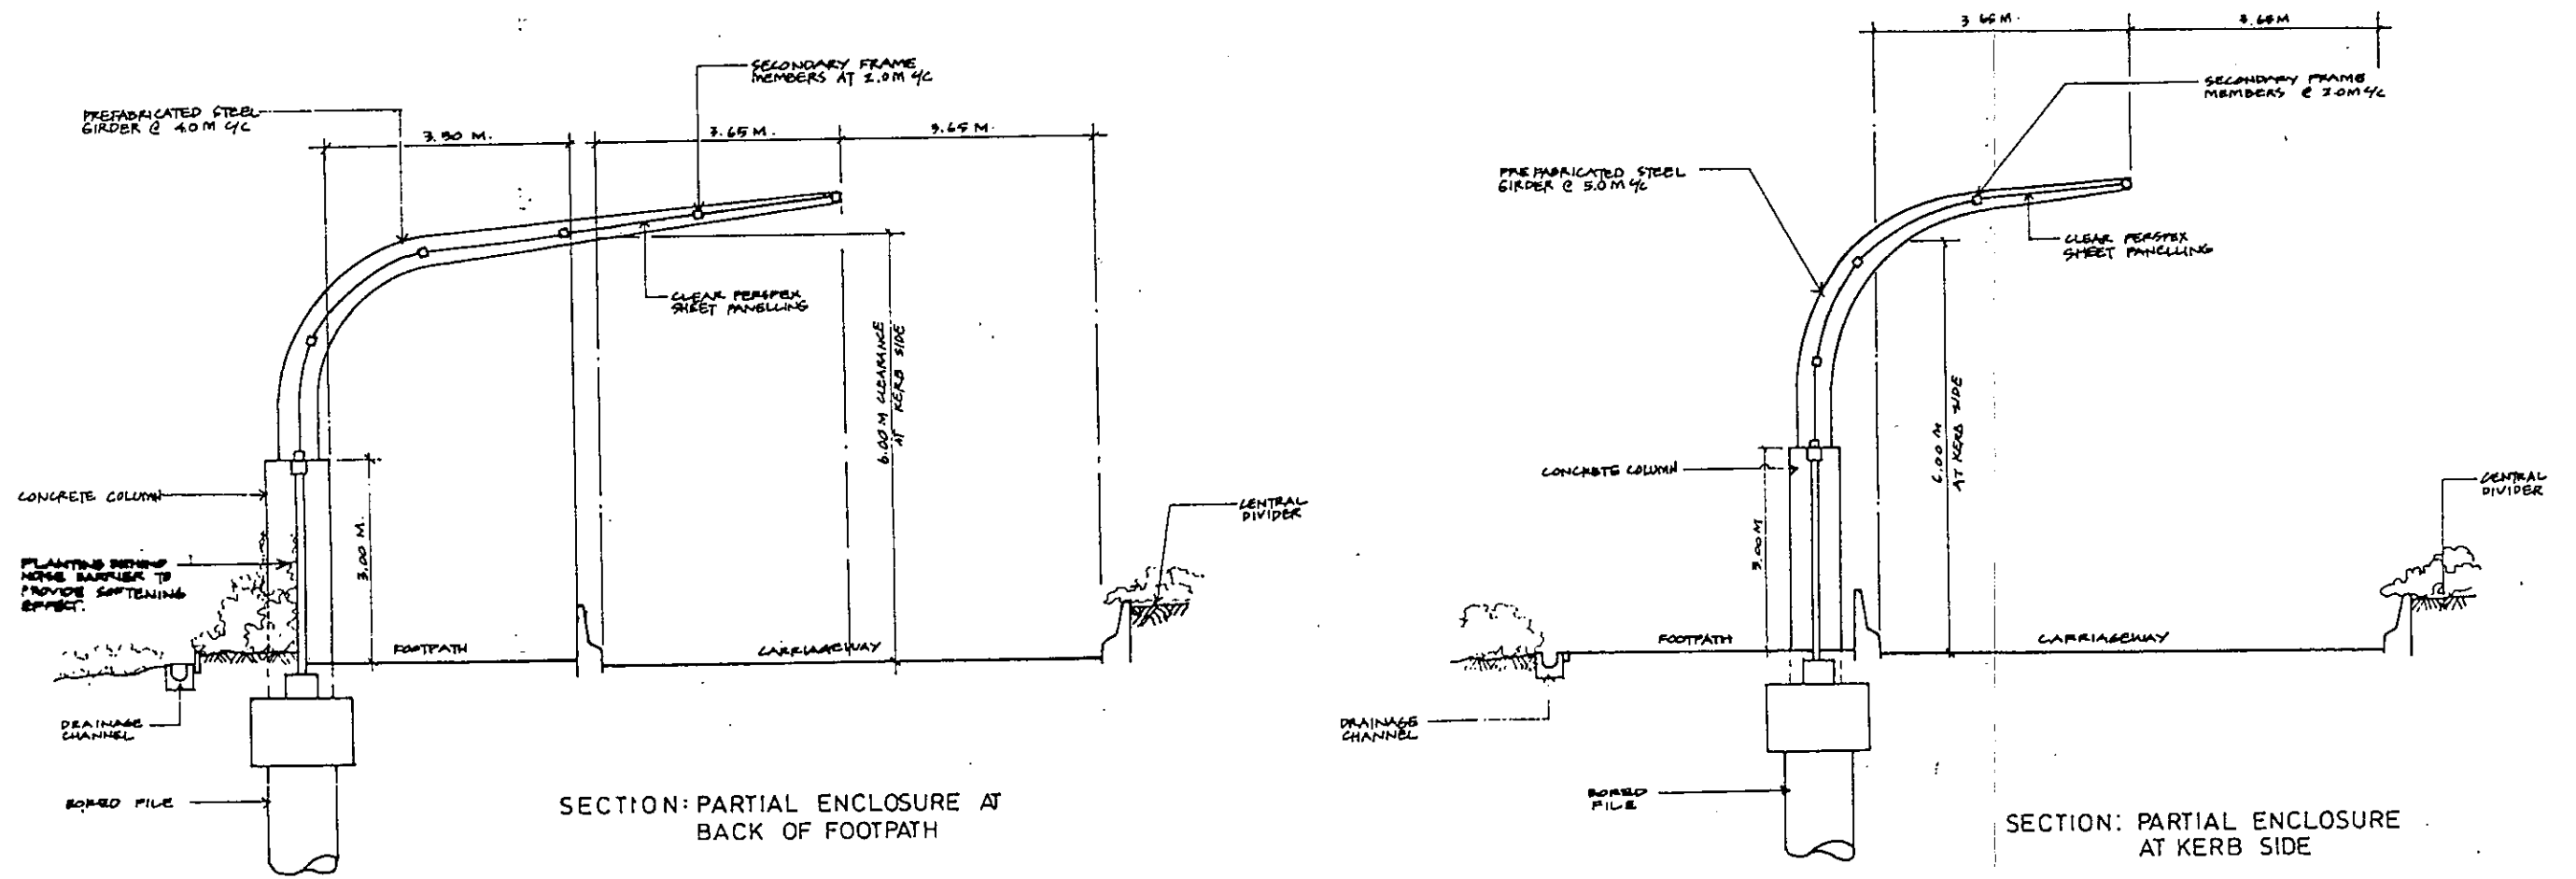 SECONDARY FRAME
MEMBERS AT 2.0M C/C
PREFABRICATED STEEL
GIRDER @ 4.0M C/C
3.50 M.
3.65 M.
3.65 M.
CLEAR PERSPEX
SHEET PANELLING
6.00 M CLEARANCE
AT KERB SIDE
CONCRETE COLUMN
3.00 M.
PLANTING BEHIND
NOISE BARRIER TO
PROVIDE SOFTENING
EFFECT.
CENTRAL
DIVIDER
FOOTPATH
CARRIAGEWAY
DRAINAGE
CHANNEL
BORED PILE
SECTION: PARTIAL ENCLOSURE AT
BACK OF FOOTPATH
3.65 M.
3.65 M
SECONDARY FRAME
MEMBERS @ 2.0M C/C
PREFABRICATED STEEL
GIRDER @ 5.0M C/C
CLEAR PERSPEX
SHEET PANELLING
6.00 M
AT KERB SIDE
CONCRETE COLUMN
3.00 M
CENTRAL
DIVIDER
FOOTPATH
CARRIAGEWAY
DRAINAGE
CHANNEL
BORED
PILE
SECTION: PARTIAL ENCLOSURE
AT KERB SIDE